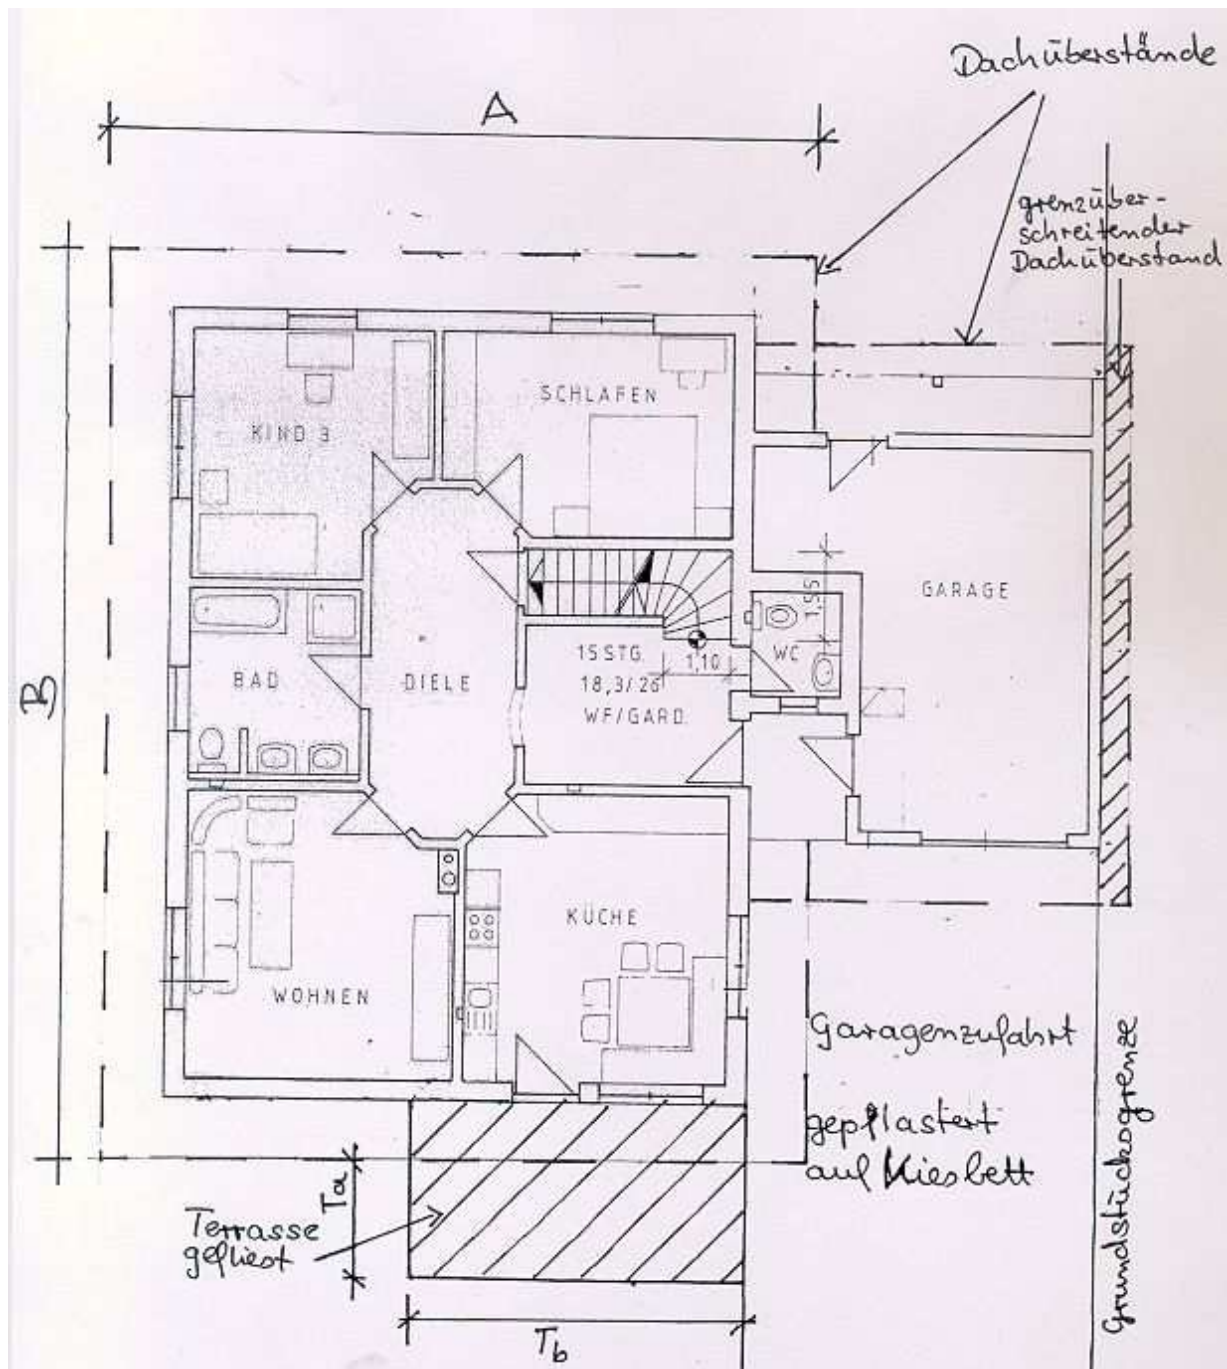 Dachüberstände
A
grenzüber-
schreitender
Dachüberstand
SCHLAFEN
KIND 3
GARAGE
1,55
15 STG.
18,3/26
WF/GARD.
1,10
WC
BAD
DIELE
B
KÜCHE
WOHNEN
Garagenzufahrt
gepflastert
auf Kiesbett
Grundstücksgrenze
Ta
Terrasse
gefliest
Tb